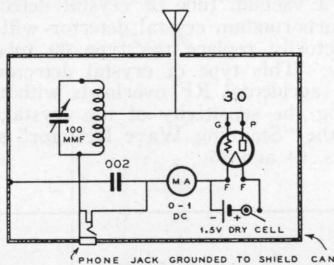 30
100
MMF
G P
002
MA
F F
0-1
DC
- +
1.5V DRY CELL
PHONE JACK GROUNDED TO SHIELD CAN